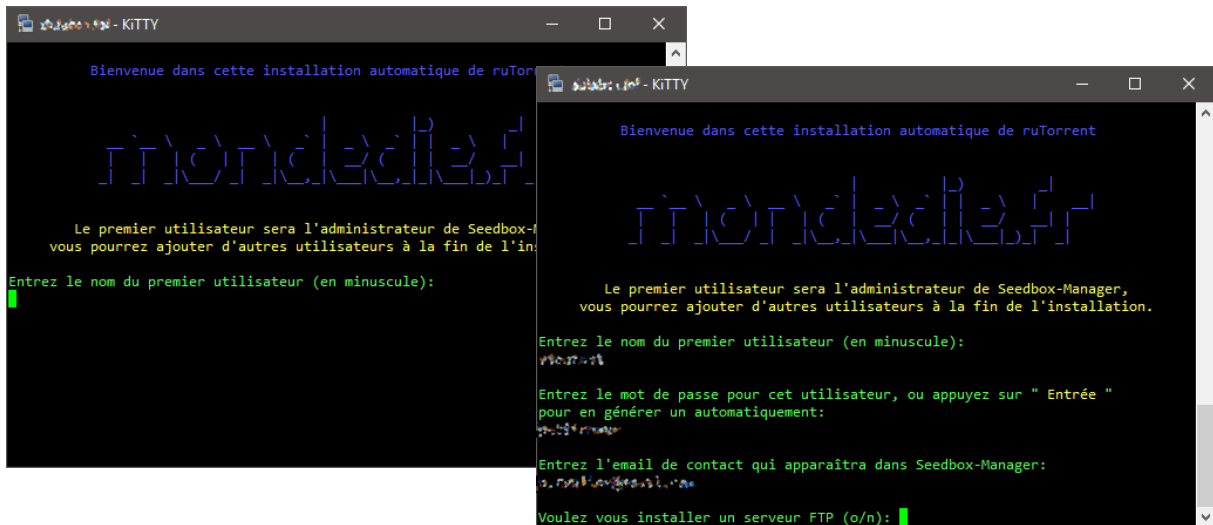 - KiTTY
Bienvenue dans cette installation automatique de ruTor
mondedie.fr
Le premier utilisateur sera l'administrateur de Seedbox-M
vous pourrez ajouter d'autres utilisateurs à la fin de l'ins
Entrez le nom du premier utilisateur (en minuscule):
- KiTTY
Bienvenue dans cette installation automatique de ruTorrent
mondedie.fr
Le premier utilisateur sera l'administrateur de Seedbox-Manager,
vous pourrez ajouter d'autres utilisateurs à la fin de l'installation.
Entrez le nom du premier utilisateur (en minuscule):
Entrez le mot de passe pour cet utilisateur, ou appuyez sur " Entrée "
pour en générer un automatiquement:
Entrez l'email de contact qui apparaîtra dans Seedbox-Manager:
Voulez vous installer un serveur FTP (o/n):